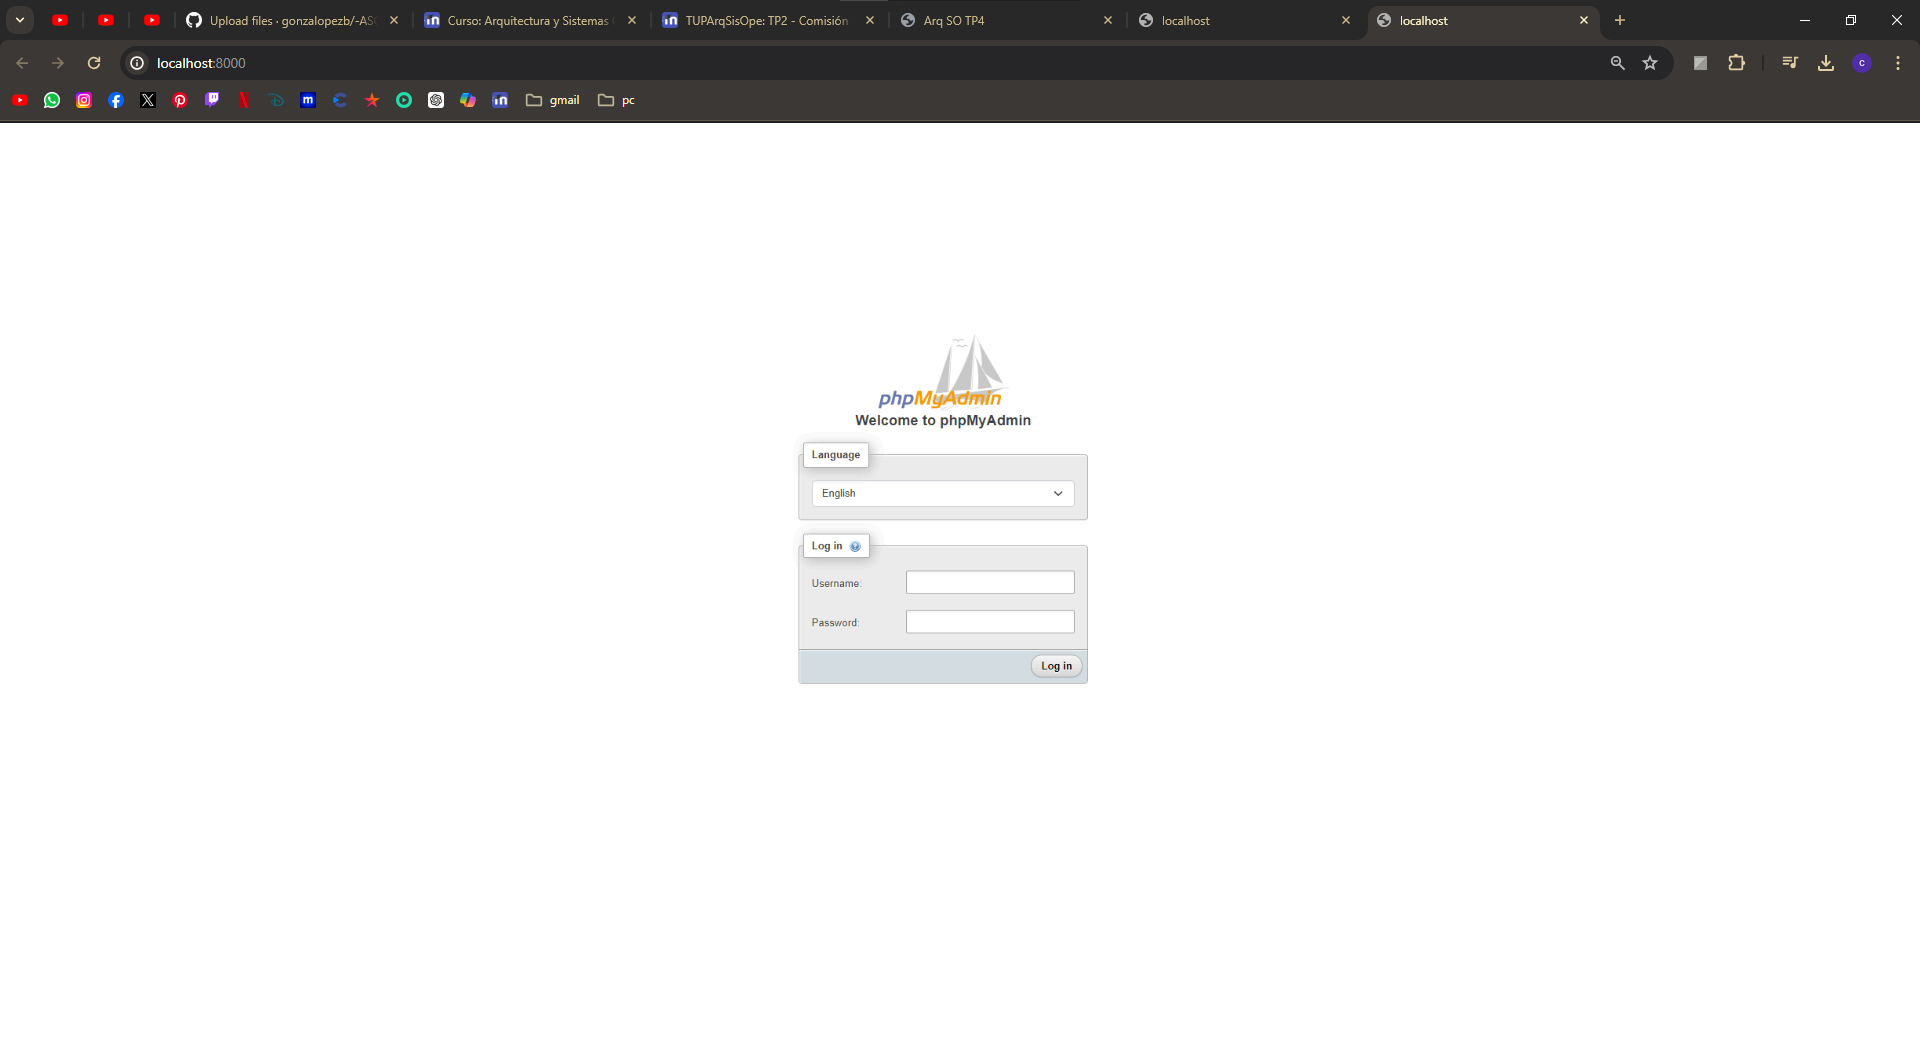 Upload files · gonzalopezb/-ASO
Curso: Arquitectura y Sistemas
TUPArqSisOpe: TP2 - Comisión
Arq SO TP4
localhost
localhost
localhost:8000
c
gmail
pc
phpMyAdmin
Welcome to phpMyAdmin
Language
English
Log in
Username:
Password:
Log in